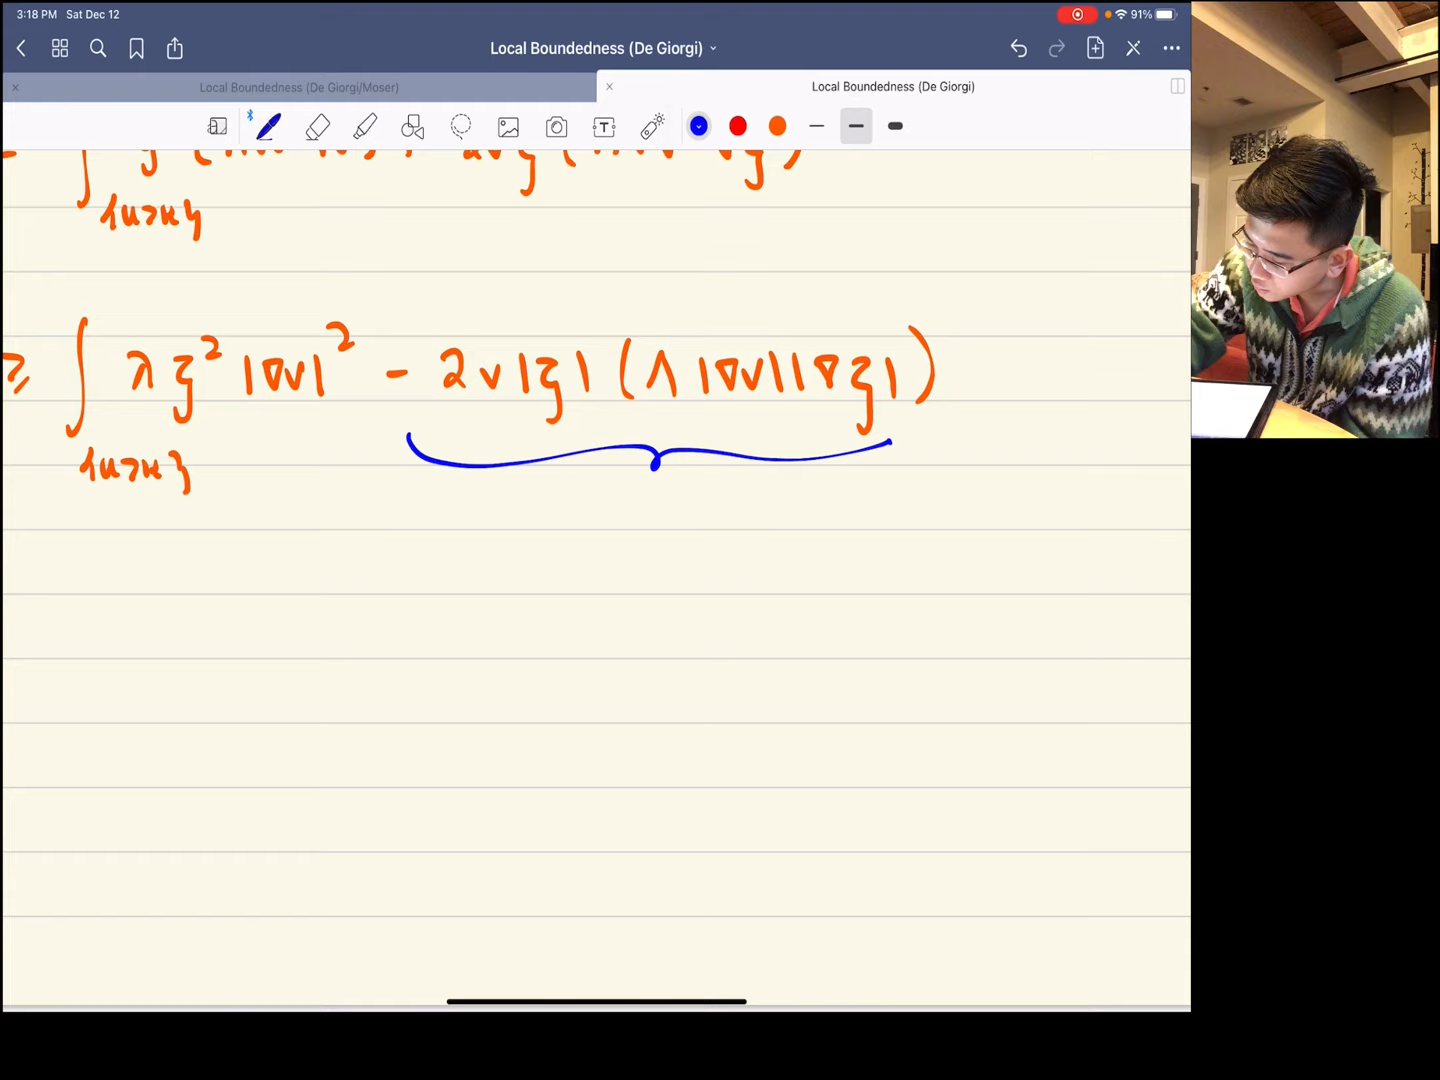 3:18 PM Sat Dec 12
91%
Local Boundedness (De Giorgi)
Local Boundedness (De Giorgi/Moser)
Local Boundedness (De Giorgi)
{u>k}
≥ ∫ λ ξ² |∇v|² - 2v|ξ| (Λ |∇v||∇ξ|)
{u>k}